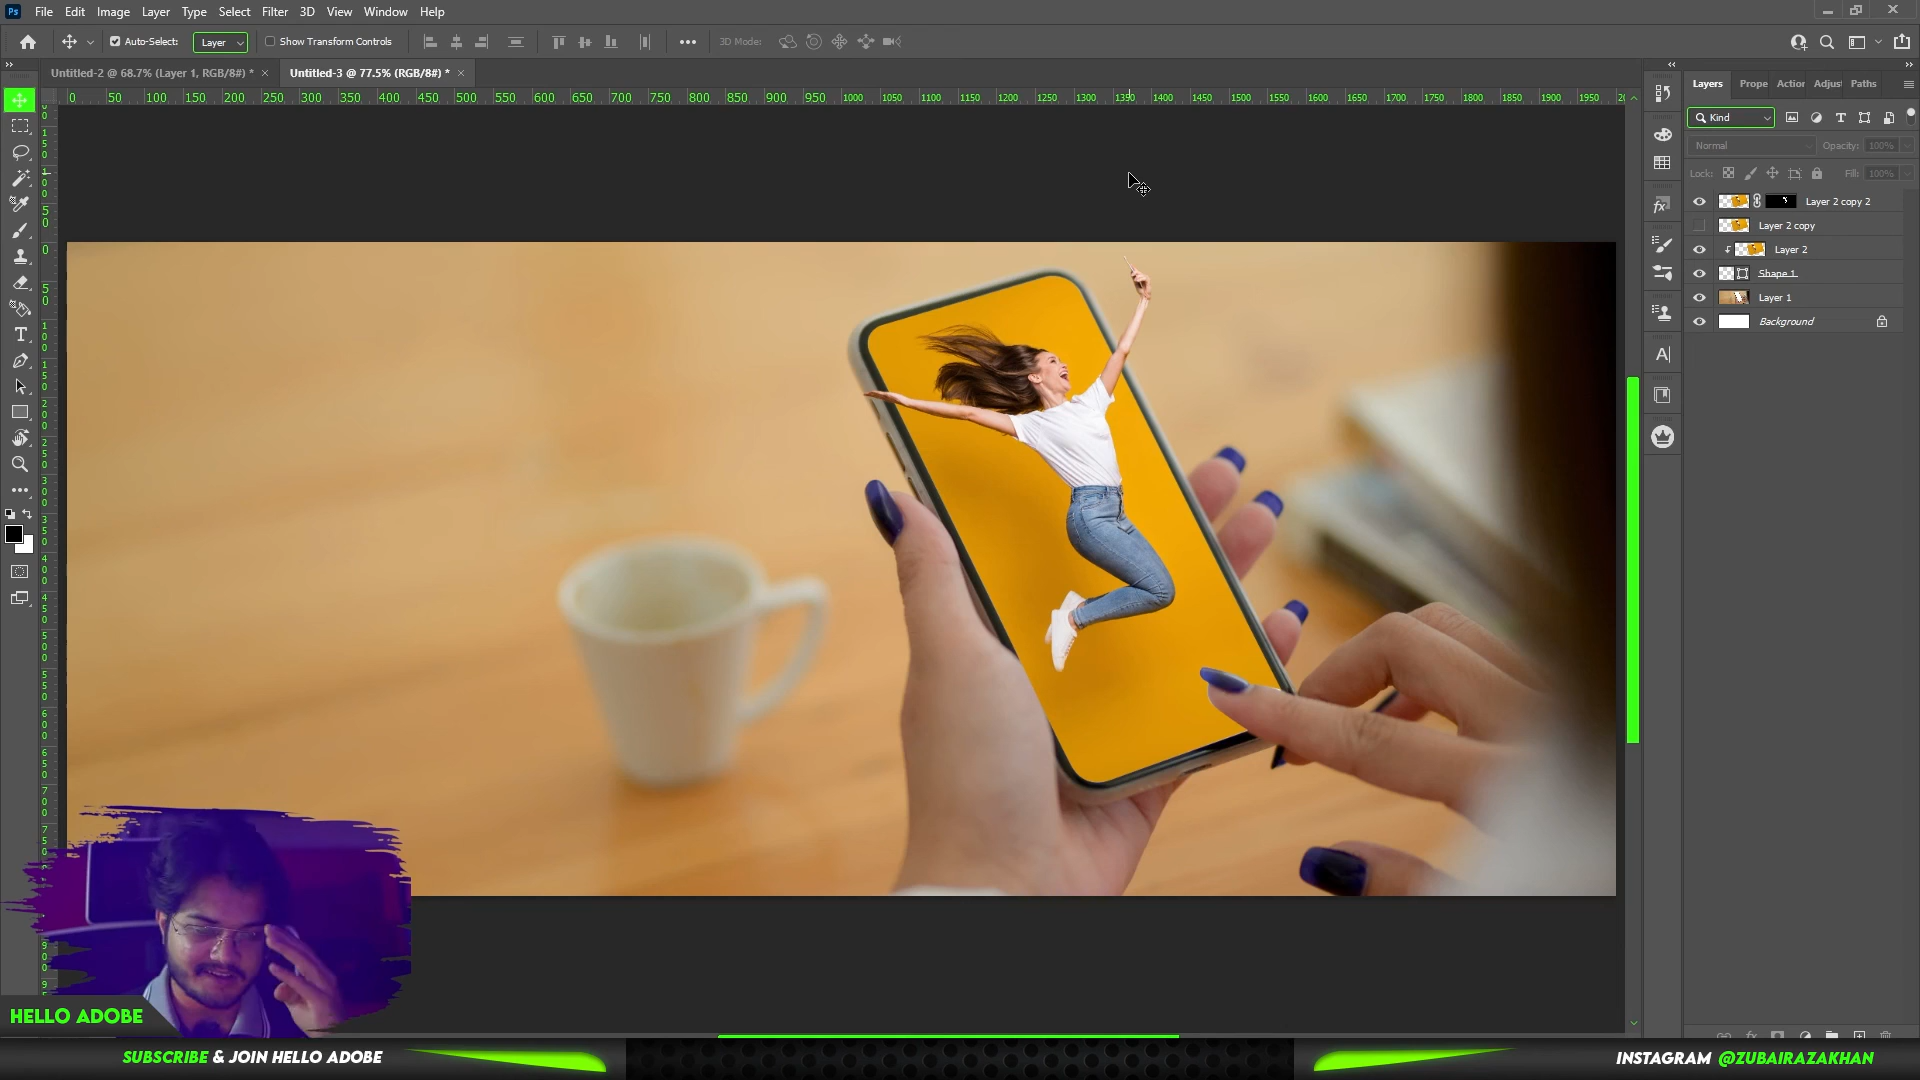 Ps File Edit Image Layer Type Select Filter 3D View Window Help
Auto-Select: Layer Show Transform Controls 3D Mode:
Untitled-2 @ 68.7% (Layer 1, RGB/8#) * × Untitled-3 @ 77.5% (RGB/8#) * ×
0 50 100 150 200 250 300 350 400 450 500 550 600 650 700 750 800 850 900 950 1000 1050 1100 1150 1200 1250 1300 1350 1400 1450 1500 1550 1600 1650 1700 1750 1800 1850 1900 1950
Layers Prope Action Adjus Paths
Kind
Normal Opacity: 100%
Lock: Fill: 100%
Layer 2 copy 2
Layer 2 copy
Layer 2
Shape 1
Layer 1
Background
HELLO ADOBE
SUBSCRIBE & JOIN HELLO ADOBE
INSTAGRAM @ZUBAIRAZAKHAN